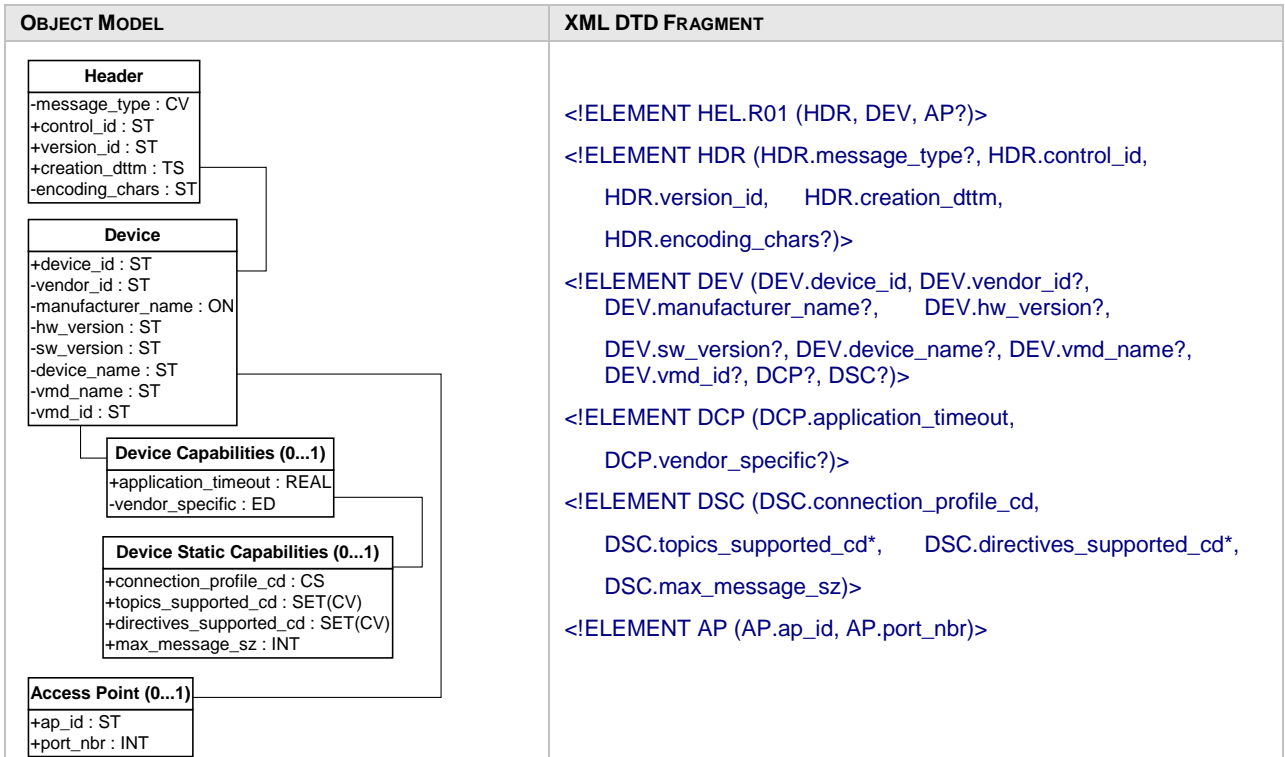 OBJECT MODEL
XML DTD FRAGMENT
Header
-message_type : CV
+control_id : ST
+version_id : ST
+creation_dttm : TS
-encoding_chars : ST
Device
+device_id : ST
-vendor_id : ST
-manufacturer_name : ON
-hw_version : ST
-sw_version : ST
-device_name : ST
-vmd_name : ST
-vmd_id : ST
Device Capabilities (0...1)
+application_timeout : REAL
-vendor_specific : ED
Device Static Capabilities (0...1)
+connection_profile_cd : CS
+topics_supported_cd : SET(CV)
+directives_supported_cd : SET(CV)
+max_message_sz : INT
Access Point (0...1)
+ap_id : ST
+port_nbr : INT
<!ELEMENT HEL.R01 (HDR, DEV, AP?)>
<!ELEMENT HDR (HDR.message_type?, HDR.control_id,
HDR.version_id, HDR.creation_dttm,
HDR.encoding_chars?)>
<!ELEMENT DEV (DEV.device_id, DEV.vendor_id?,
DEV.manufacturer_name?, DEV.hw_version?,
DEV.sw_version?, DEV.device_name?, DEV.vmd_name?,
DEV.vmd_id?, DCP?, DSC?)>
<!ELEMENT DCP (DCP.application_timeout,
DCP.vendor_specific?)>
<!ELEMENT DSC (DSC.connection_profile_cd,
DSC.topics_supported_cd*, DSC.directives_supported_cd*,
DSC.max_message_sz)>
<!ELEMENT AP (AP.ap_id, AP.port_nbr)>